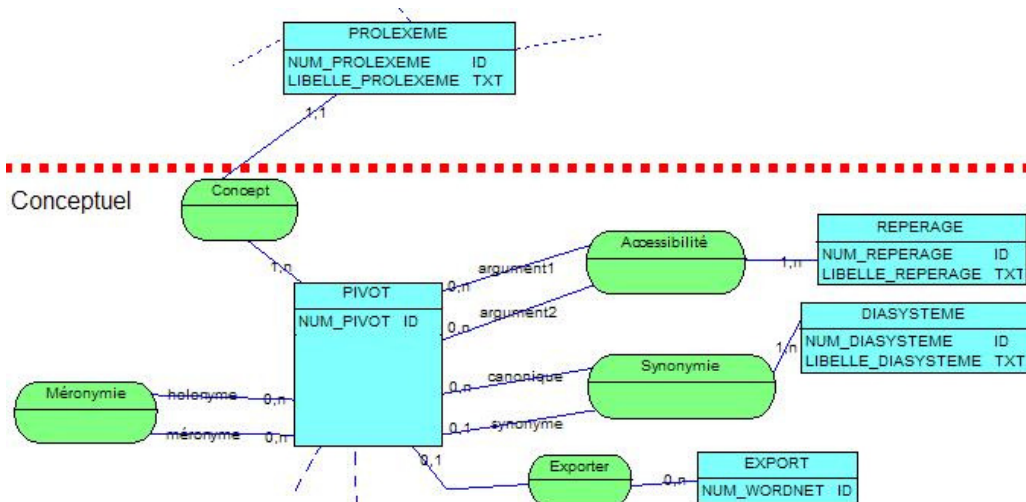 PROLEXEME
NUM_PROLEXEME ID
LIBELLE_PROLEXEME TXT
1,1
Conceptuel
Concept
1,n
PIVOT
NUM_PIVOT ID
argument1
0,n
argument2
0,n
Accessibilité
1,n
REPERAGE
NUM_REPERAGE ID
LIBELLE_REPERAGE TXT
canonique
0,n
synonyme
0,1
Synonymie
1,n
DIASYSTEME
NUM_DIASYSTEME ID
LIBELLE_DIASYSTEME TXT
Méronymie
holonyme
0,n
méronyme
0,n
0,1
Exporter
0,n
EXPORT
NUM_WORDNET ID